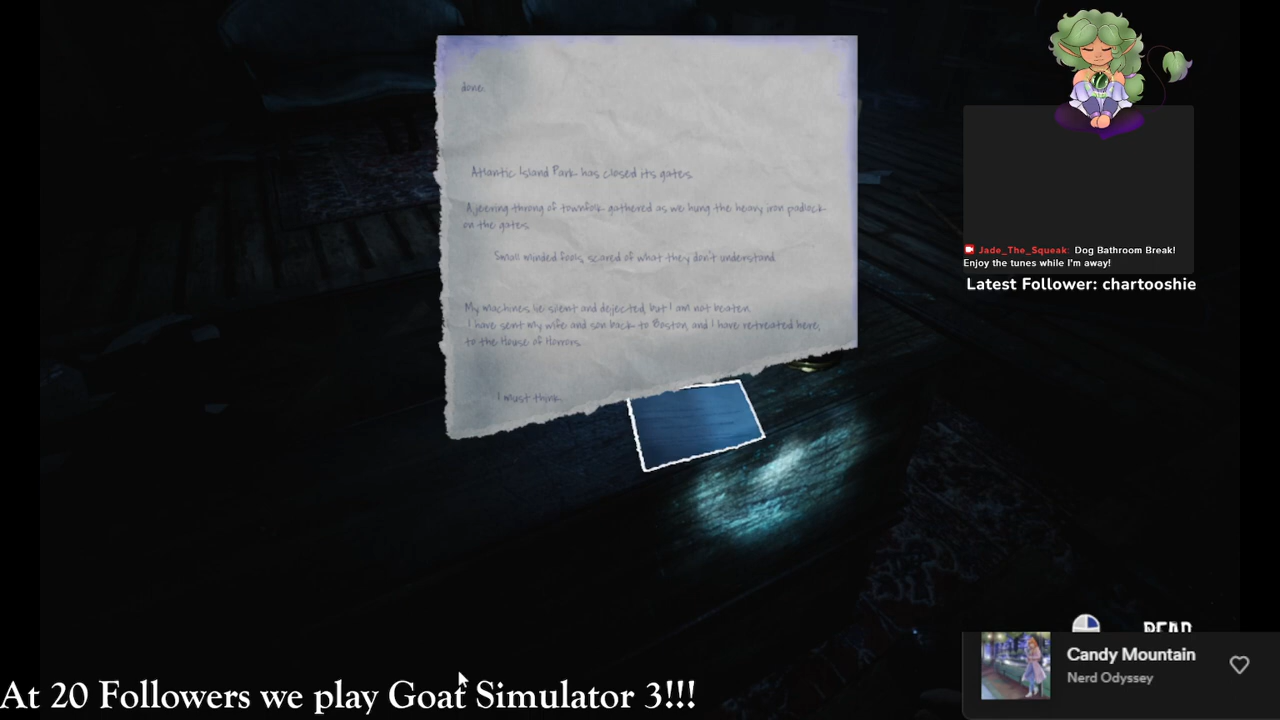 done.
Atlantic Island Park has closed its gates.
A jeering throng of townfolk gathered as we hung the heavy iron padlock
on the gates.
Small minded fools, scared of what they don't understand.
My machines lie silent and dejected, but I am not beaten.
I have sent my wife and son back to Boston, and I have retreated here,
to the House of Horrors.
I must think.
Jade_The_Squeak: Dog Bathroom Break!
Enjoy the tunes while I'm away!
Latest Follower: chartooshie
READ
Candy Mountain
Nerd Odyssey
At 20 Followers we play Goat Simulator 3!!!